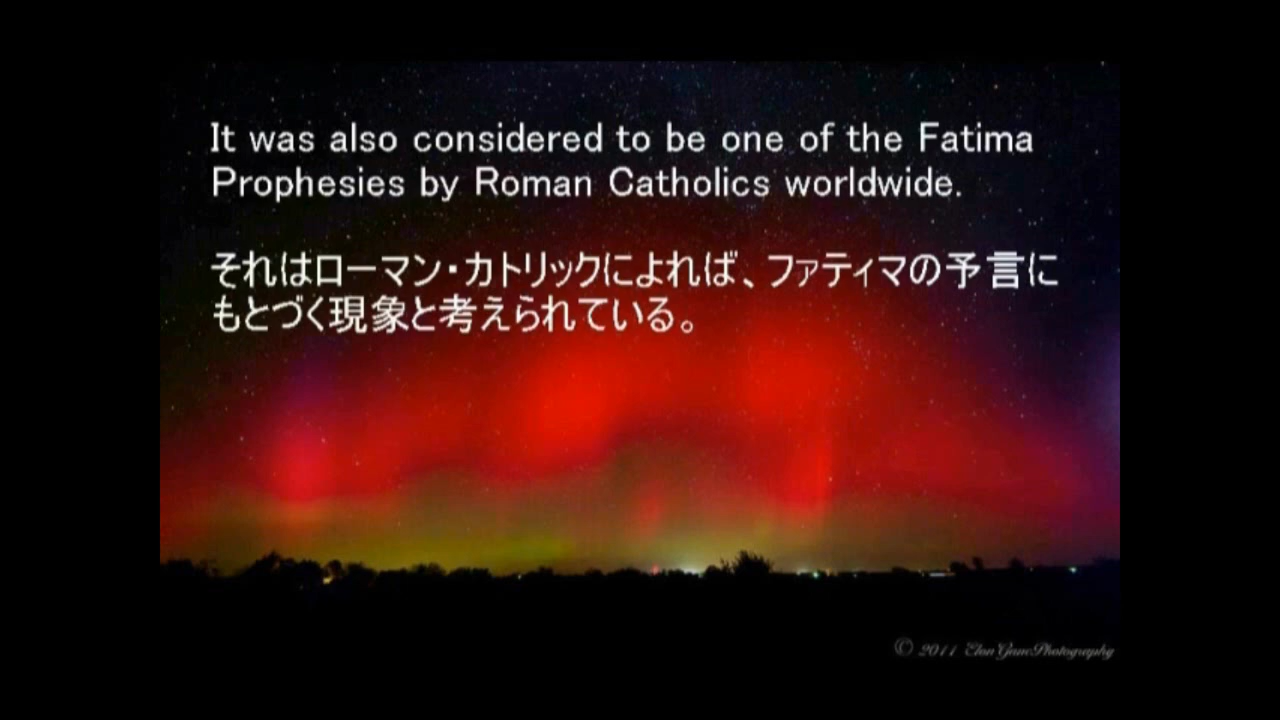 It was also considered to be one of the Fatima
Prophesies by Roman Catholics worldwide.
それはローマン・カトリックによれば、ファティマの予言に
もとづく現象と考えられている。
© 2011